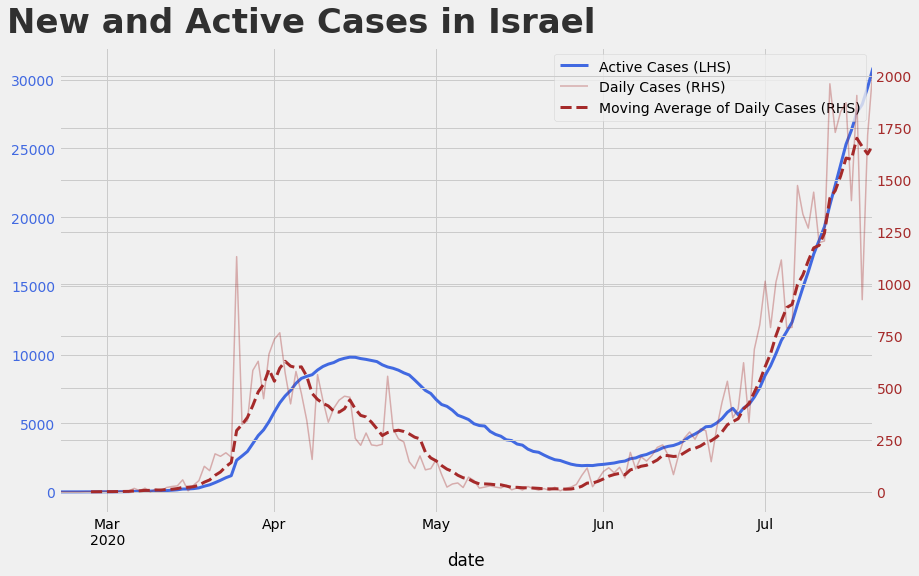 New and Active Cases in Israel
Active Cases (LHS)
Daily Cases (RHS)
Moving Average of Daily Cases (RHS)
30000
25000
20000
15000
10000
5000
0
2000
1750
1500
1250
1000
750
500
250
0
Mar
2020
Apr
May
Jun
Jul
date